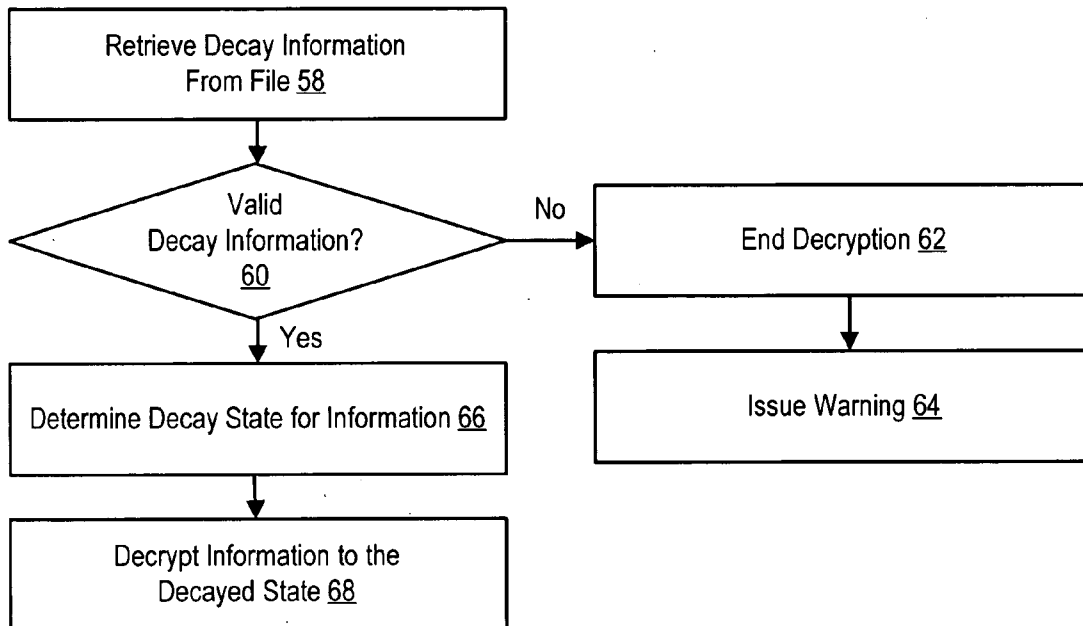 Retrieve Decay Information
From File 58
Valid
Decay Information?
60
No
End Decryption 62
Yes
Issue Warning 64
Determine Decay State for Information 66
Decrypt Information to the
Decayed State 68